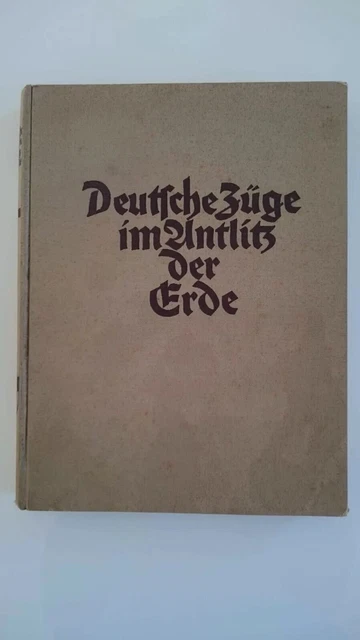 Deutſche Züge
im Antlitz
der
Erde